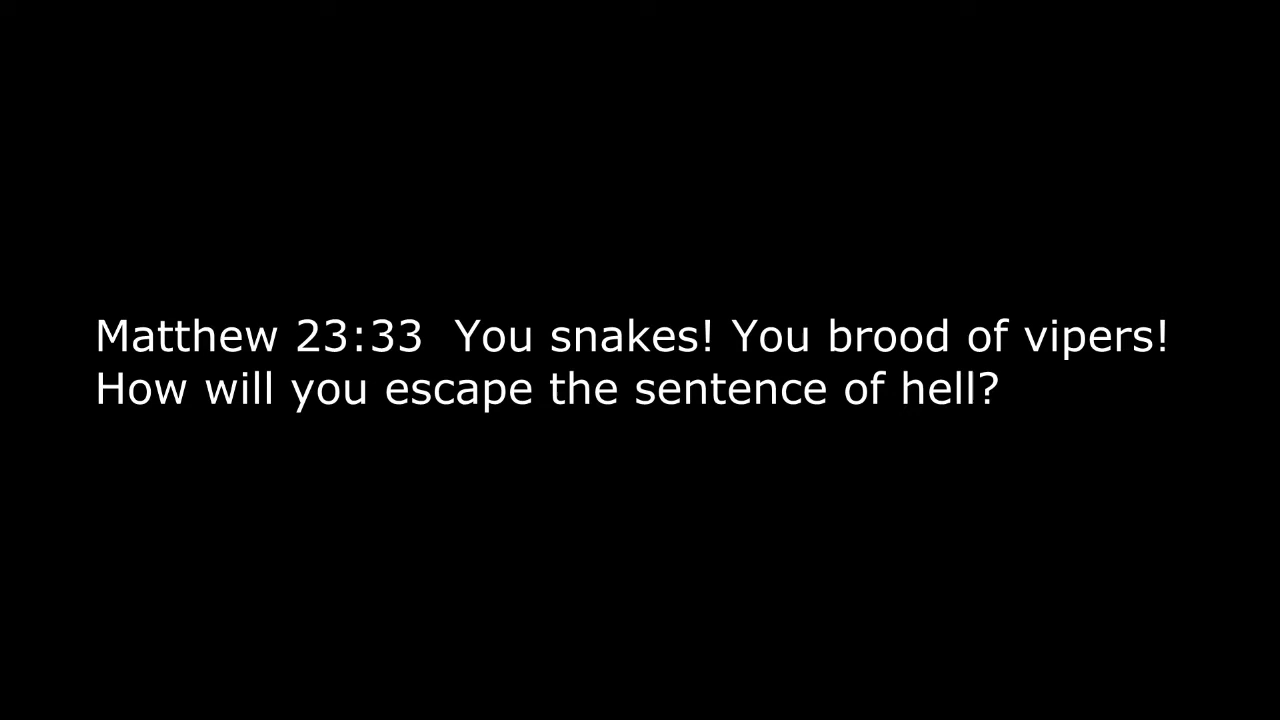 Matthew 23:33  You snakes! You brood of vipers!
How will you escape the sentence of hell?